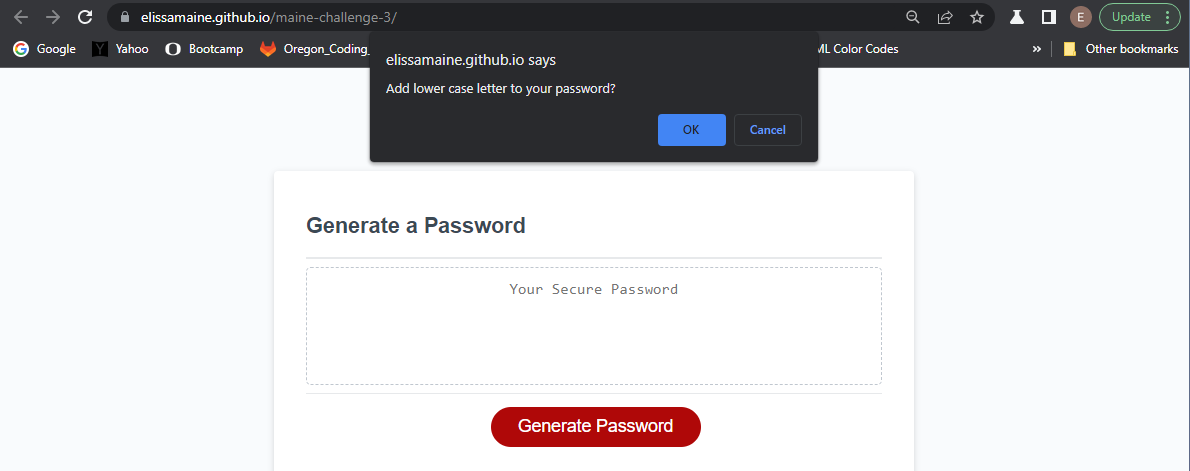 elissamaine.github.io/maine-challenge-3/
E
Update
Google
Yahoo
Bootcamp
Oregon_Coding_
ML Color Codes
»
Other bookmarks
elissamaine.github.io says
Add lower case letter to your password?
OK
Cancel
Generate a Password
Your Secure Password
Generate Password